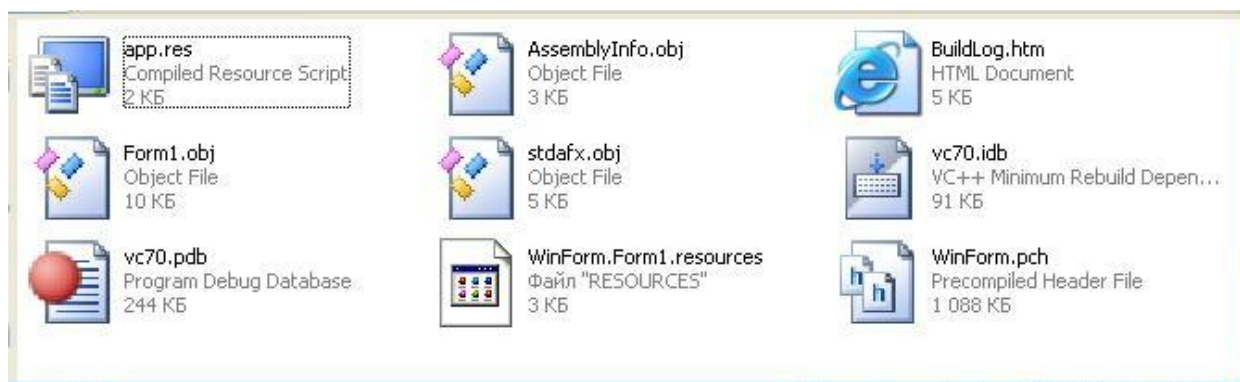 app.res
Compiled Resource Script
2 КБ
AssemblyInfo.obj
Object File
3 КБ
BuildLog.htm
HTML Document
5 КБ
Form1.obj
Object File
10 КБ
stdafx.obj
Object File
5 КБ
vc70.idb
VC++ Minimum Rebuild Depen...
91 КБ
vc70.pdb
Program Debug Database
244 КБ
WinForm.Form1.resources
Файл "RESOURCES"
3 КБ
WinForm.pch
Precompiled Header File
1 088 КБ